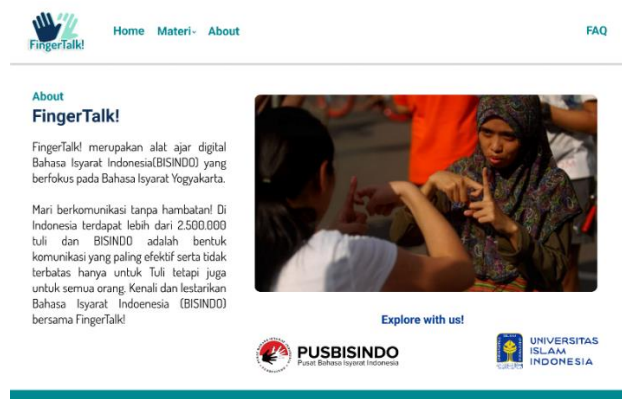 FingerTalk!
Home Materi About
FAQ
About
FingerTalk!
FingerTalk! merupakan alat ajar digital
Bahasa Isyarat Indonesia(BISINDO) yang
berfokus pada Bahasa Isyarat Yogyakarta.
Mari berkomunikasi tanpa hambatan! Di
Indonesia terdapat lebih dari 2.500.000
tuli dan BISINDO adalah bentuk
komunikasi yang paling efektif serta tidak
terbatas hanya untuk Tuli tetapi juga
untuk semua orang. Kenali dan lestarikan
Bahasa Isyarat Indoenesia (BISINDO)
bersama FingerTalk!
Explore with us!
PUSBISINDO
Pusat Bahasa Isyarat Indonesia
UNIVERSITAS
ISLAM
INDONESIA